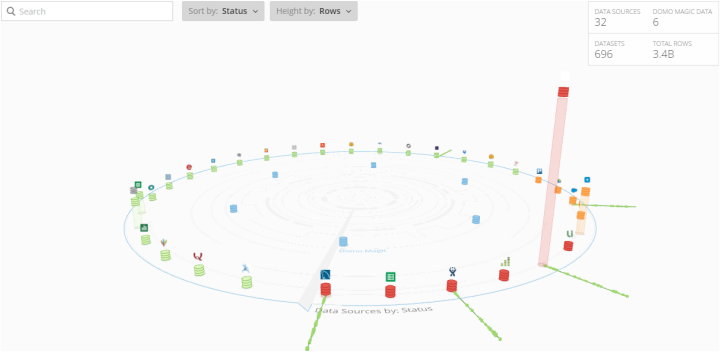 Search
Sort by: Status
Height by: Rows
DATA SOURCES
32
DOMO MAGIC DATA
6
DATASETS
696
TOTAL ROWS
3.4B
Data Sources by: Status